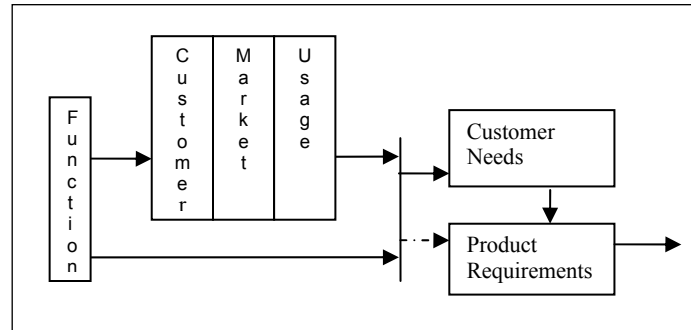 Function
Customer
Market
Usage
Customer
Needs
Product
Requirements